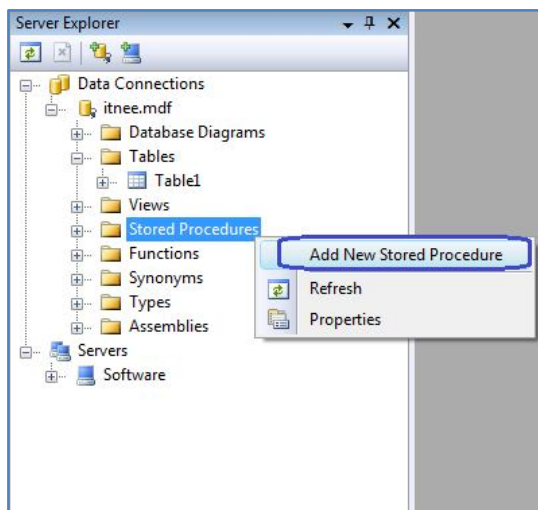 Server Explorer
Data Connections
itnee.mdf
Database Diagrams
Tables
Table1
Views
Stored Procedures
Functions
Synonyms
Types
Assemblies
Servers
Software
Add New Stored Procedure
Refresh
Properties